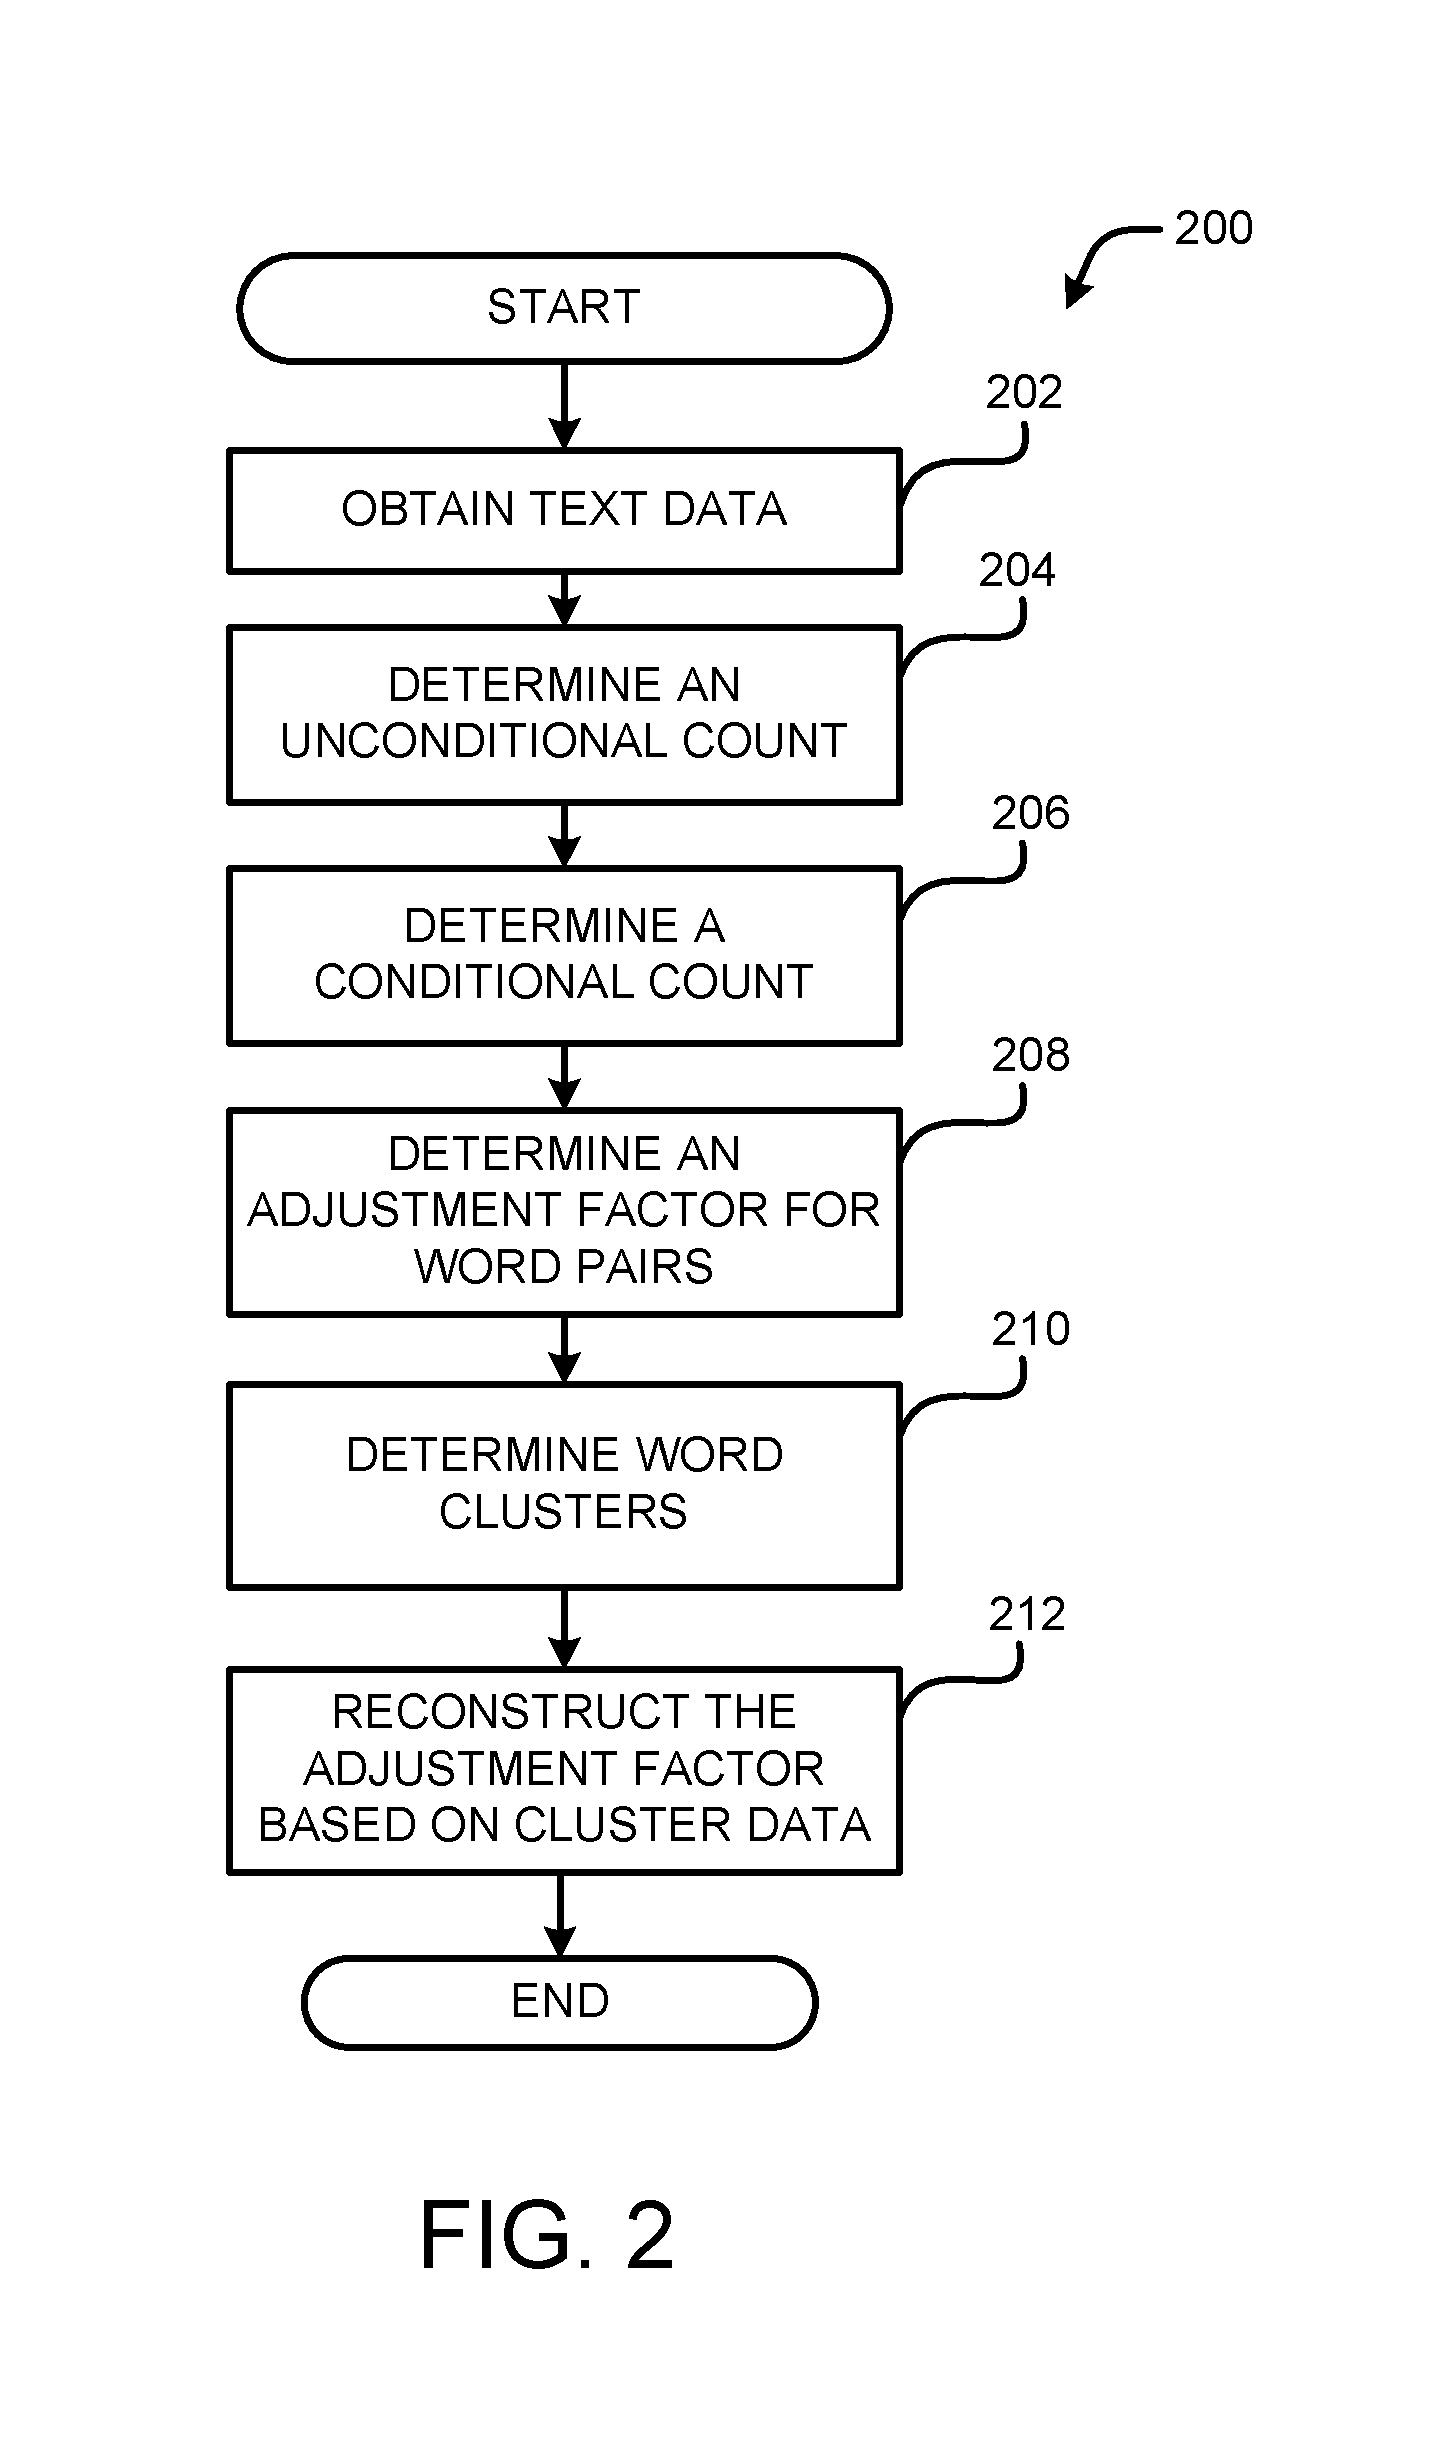 200
START
202
OBTAIN TEXT DATA
204
DETERMINE AN
UNCONDITIONAL COUNT
206
DETERMINE A
CONDITIONAL COUNT
208
DETERMINE AN
ADJUSTMENT FACTOR FOR
WORD PAIRS
210
DETERMINE WORD
CLUSTERS
212
RECONSTRUCT THE
ADJUSTMENT FACTOR
BASED ON CLUSTER DATA
END
FIG. 2